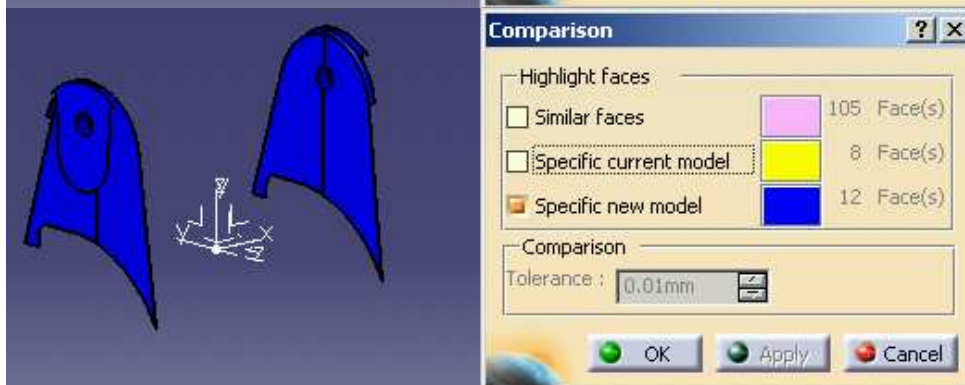 Comparison
Highlight faces
Similar faces 105 Face(s)
Specific current model 8 Face(s)
Specific new model 12 Face(s)
Comparison
Tolerance : 0.01mm
OK Apply Cancel